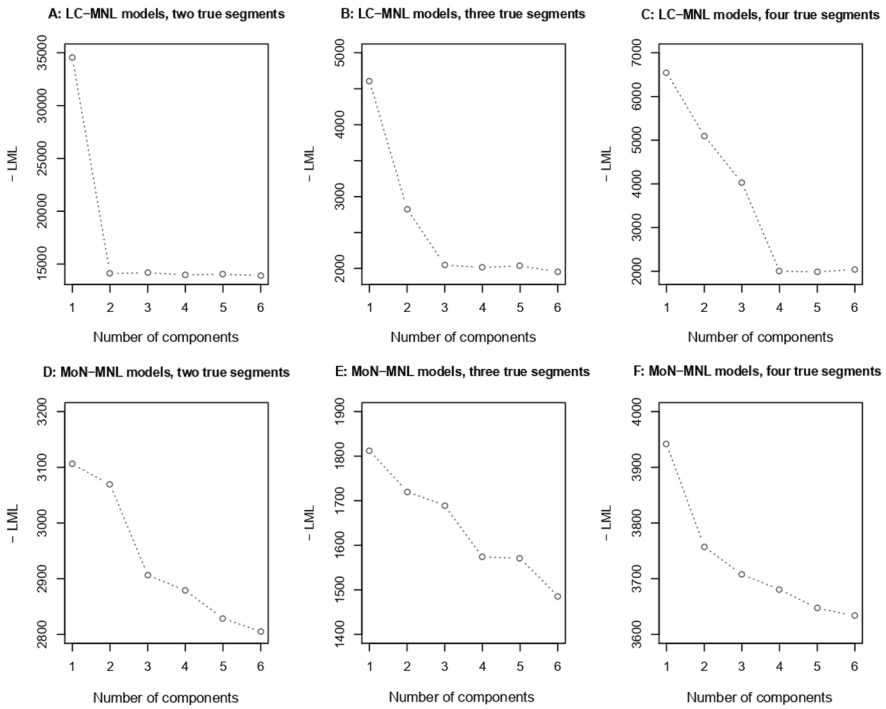 A: LC−MNL models, two true segments
− LML
35000
30000
25000
20000
15000
1 2 3 4 5 6
Number of components
B: LC−MNL models, three true segments
− LML
5000
4000
3000
2000
1 2 3 4 5 6
Number of components
C: LC−MNL models, four true segments
− LML
7000
6000
5000
4000
3000
2000
1 2 3 4 5 6
Number of components
D: MoN−MNL models, two true segments
− LML
3200
3100
3000
2900
2800
1 2 3 4 5 6
Number of components
E: MoN−MNL models, three true segments
− LML
1900
1800
1700
1600
1500
1400
1 2 3 4 5 6
Number of components
F: MoN−MNL models, four true segments
− LML
4000
3900
3800
3700
3600
1 2 3 4 5 6
Number of components